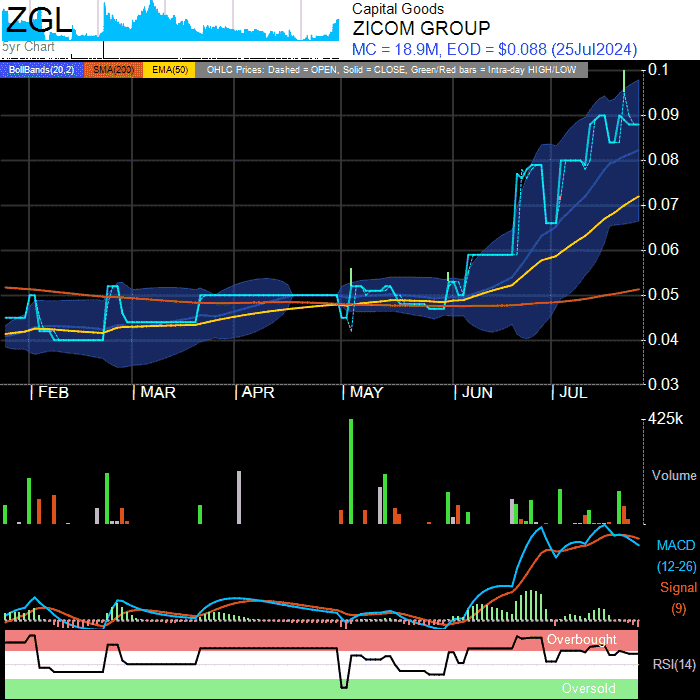 ZGL
5yr Chart
Capital Goods
ZICOM GROUP
MC = 18.9M, EOD = $0.088 (25Jul2024)
BollBands(20,2) SMA(200) EMA(50) OHLC Prices: Dashed = OPEN, Solid = CLOSE, Green/Red bars = Intra-day HIGH/LOW
0.1
0.09
0.08
0.07
0.06
0.05
0.04
0.03
FEB MAR APR MAY JUN JUL
425k
Volume
MACD
(12-26)
Signal
(9)
Overbought
RSI(14)
Oversold